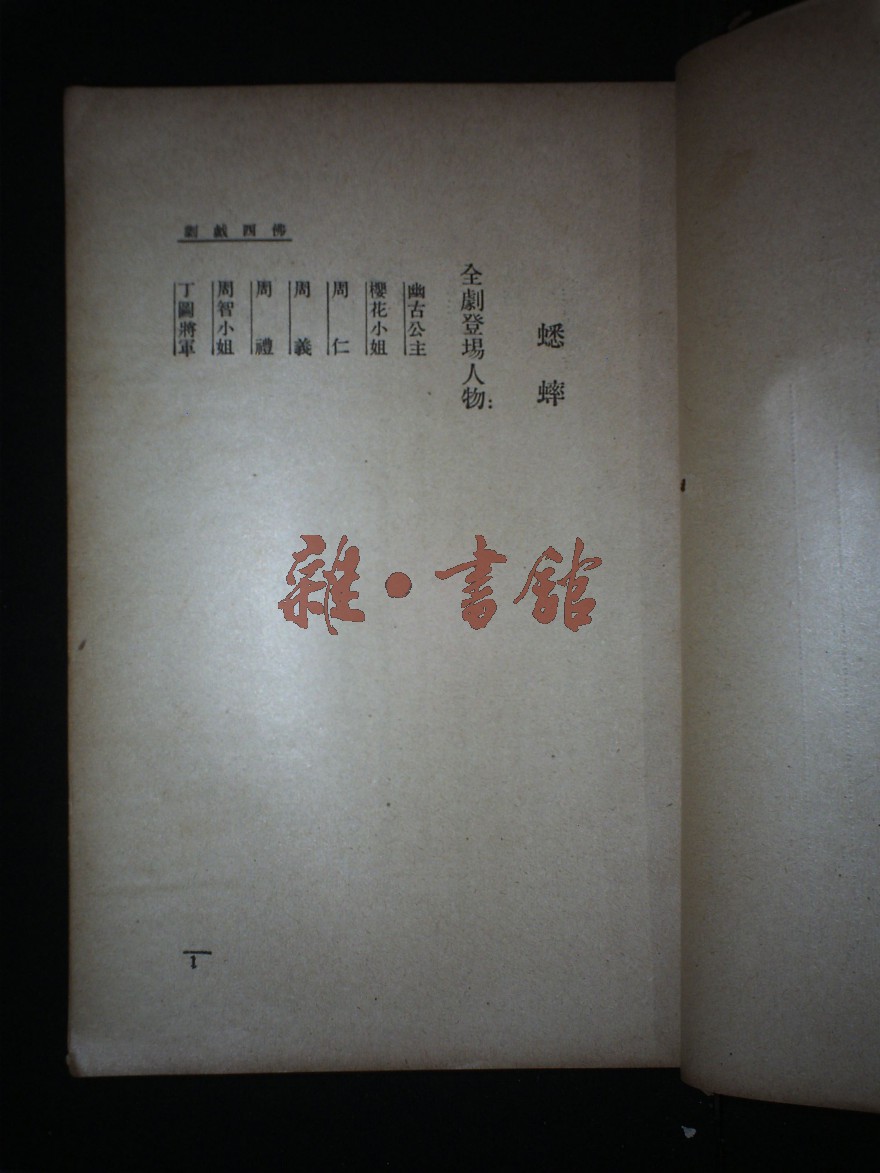 佛西戲劇
蟋蟀
全劇登場人物：
幽古公主
櫻花小姐
周仁
周義
周禮
周智小姐
丁圖將軍
1
雜·書館